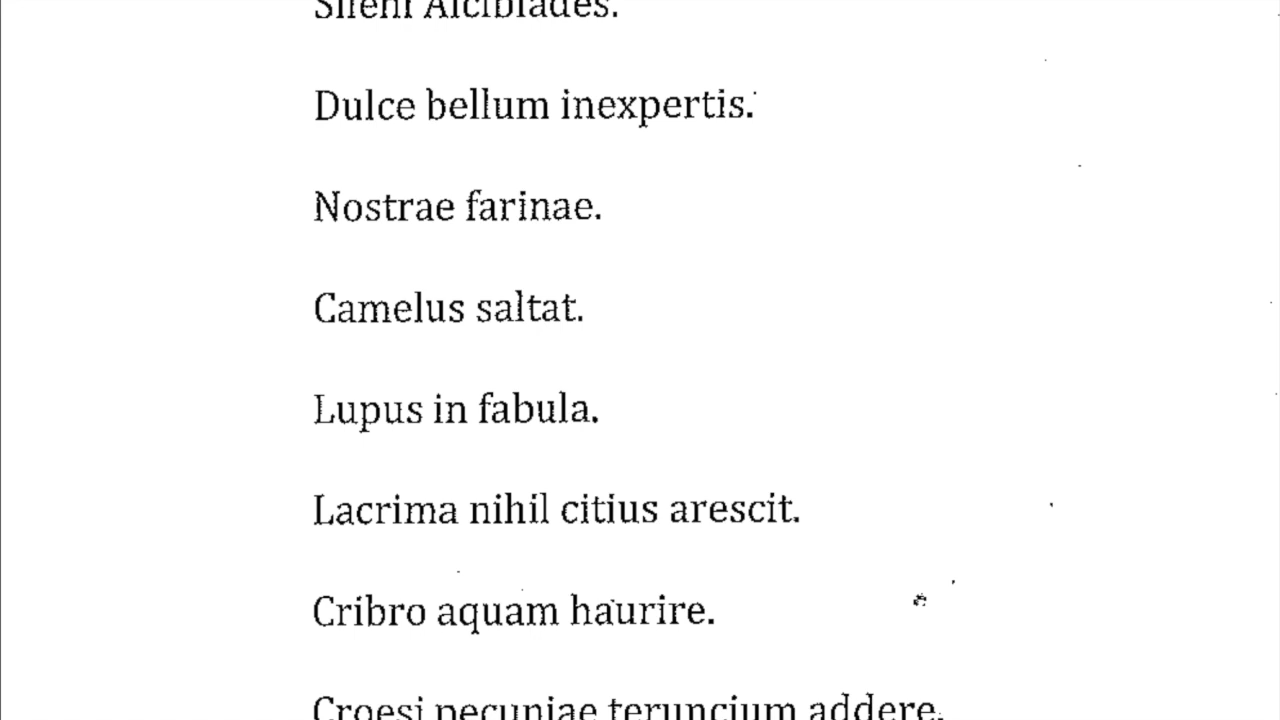 Sileni Alcibiades.
Dulce bellum inexpertis.
Nostrae farinae.
Camelus saltat.
Lupus in fabula.
Lacrima nihil citius arescit.
Cribro aquam haurire.
Croesi pecuniae teruncium addere.